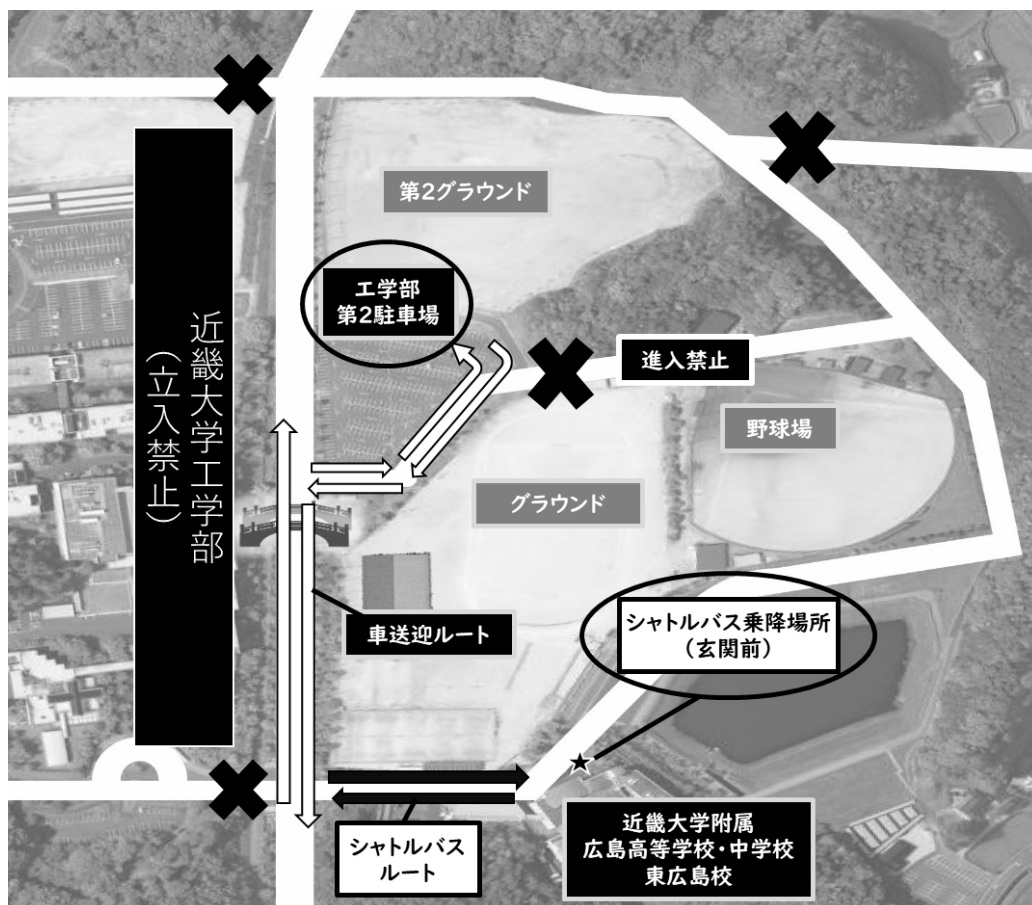 第2グラウンド
工学部
第2駐車場
進入禁止
野球場
近畿大学工学部
(立入禁止)
グラウンド
車送迎ルート
シャトルバス乗降場所
(玄関前)
シャトルバス
ルート
近畿大学附属
広島高等学校・中学校
東広島校